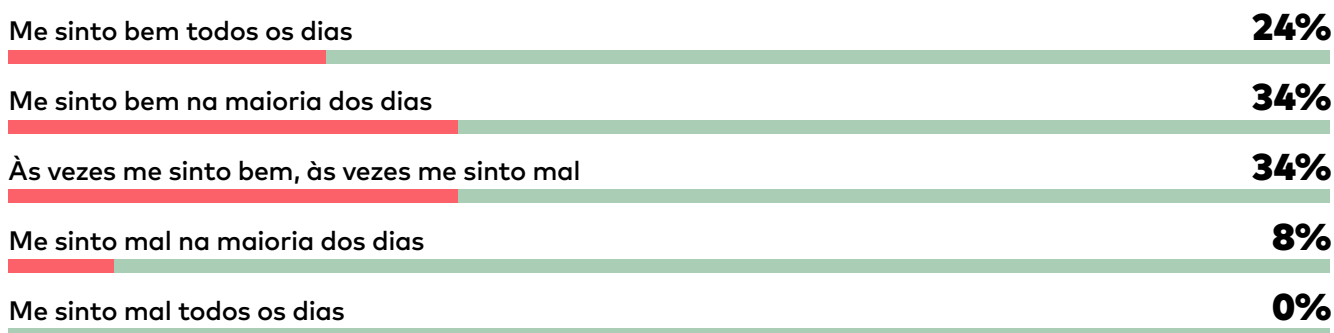 Me sinto bem todos os dias 24%
Me sinto bem na maioria dos dias 34%
Às vezes me sinto bem, às vezes me sinto mal 34%
Me sinto mal na maioria dos dias 8%
Me sinto mal todos os dias 0%